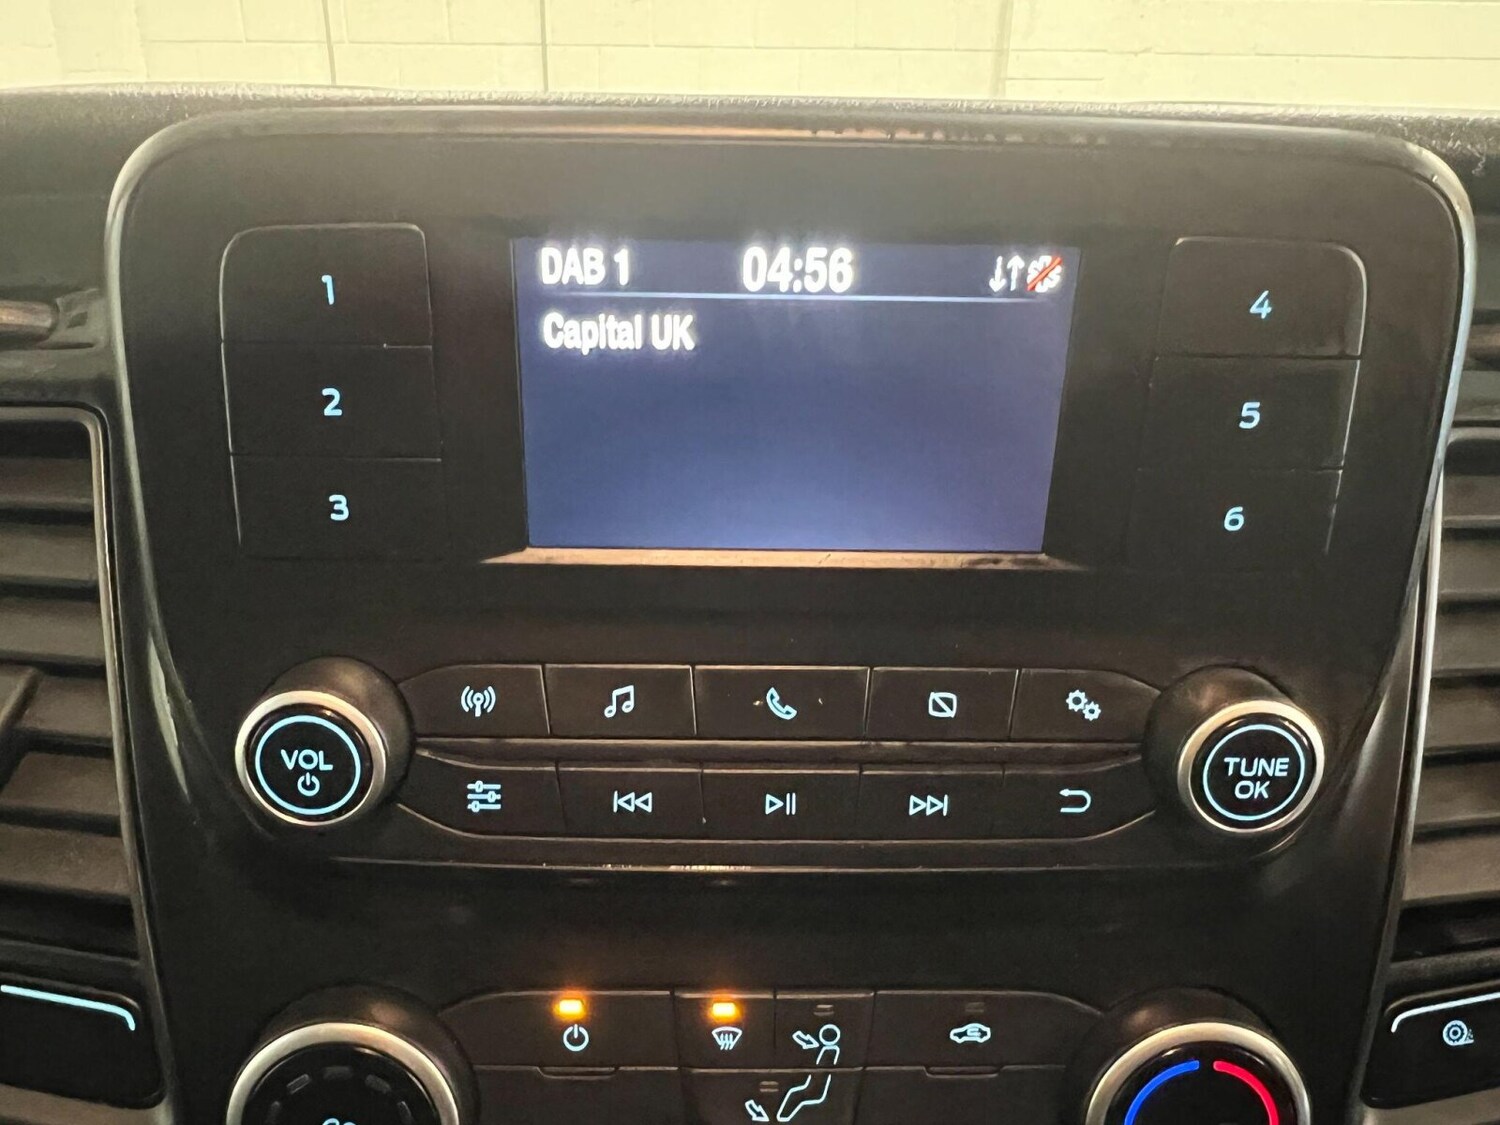 DAB 1 04:56
Capital UK
1
2
3
4
5
6
VOL
TUNE
OK